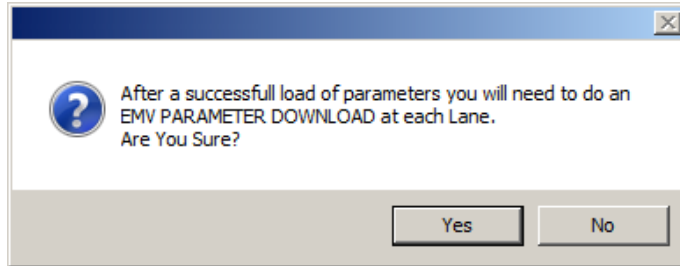 After a successfull load of parameters you will need to do an
EMV PARAMETER DOWNLOAD at each Lane.
Are You Sure?
Yes No